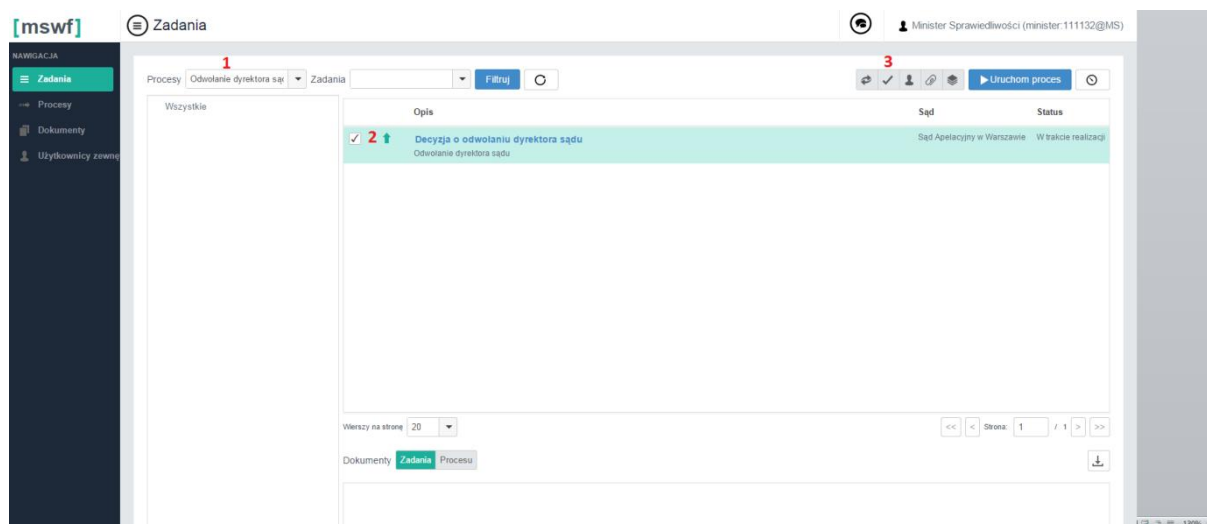 [mswf]
Zadania
Minister Sprawiedliwości (minister.111132@MS)
NAWIGACJA
Zadania
Procesy
Dokumenty
Użytkownicy zewnę
1
3
Procesy Odwołanie dyrektora są Zadania Filtruj Uruchom proces
Wszystkie
Opis Sąd Status
2 Decyzja o odwołaniu dyrektora sądu Sąd Apelacyjny w Warszawie W trakcie realizacji
Odwołanie dyrektora sądu
Wierszy na stronę 20 << < Strona: 1 / 1 > >>
Dokumenty Zadania Procesu
130%